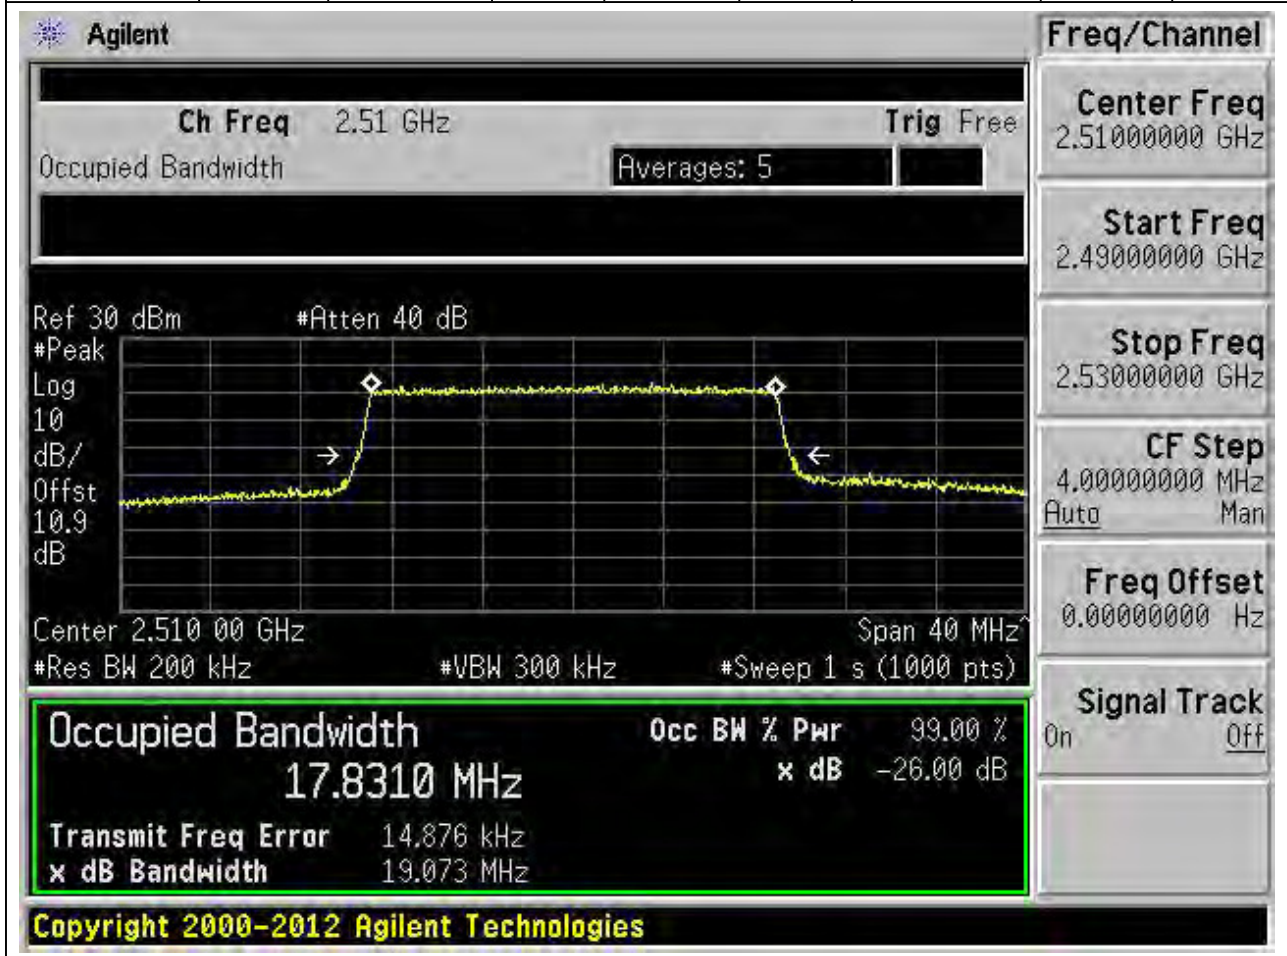 Agilent
Freq/Channel
Ch Freq 2.51 GHz Trig Free
Occupied Bandwidth Averages: 5
Center Freq
2.51000000 GHz
Start Freq
2.49000000 GHz
Stop Freq
2.53000000 GHz
CF Step
4.00000000 MHz
Auto Man
Freq Offset
0.00000000 Hz
Signal Track
On Off
Ref 30 dBm #Atten 40 dB
#Peak
Log
10
dB/
Offst
10.9
dB
Center 2.510 00 GHz Span 40 MHz^
#Res BW 200 kHz #VBW 300 kHz #Sweep 1 s (1000 pts)
Occupied Bandwidth Occ BW % Pwr 99.00 %
17.8310 MHz x dB -26.00 dB
Transmit Freq Error 14.876 kHz
x dB Bandwidth 19.073 MHz
Copyright 2000-2012 Agilent Technologies